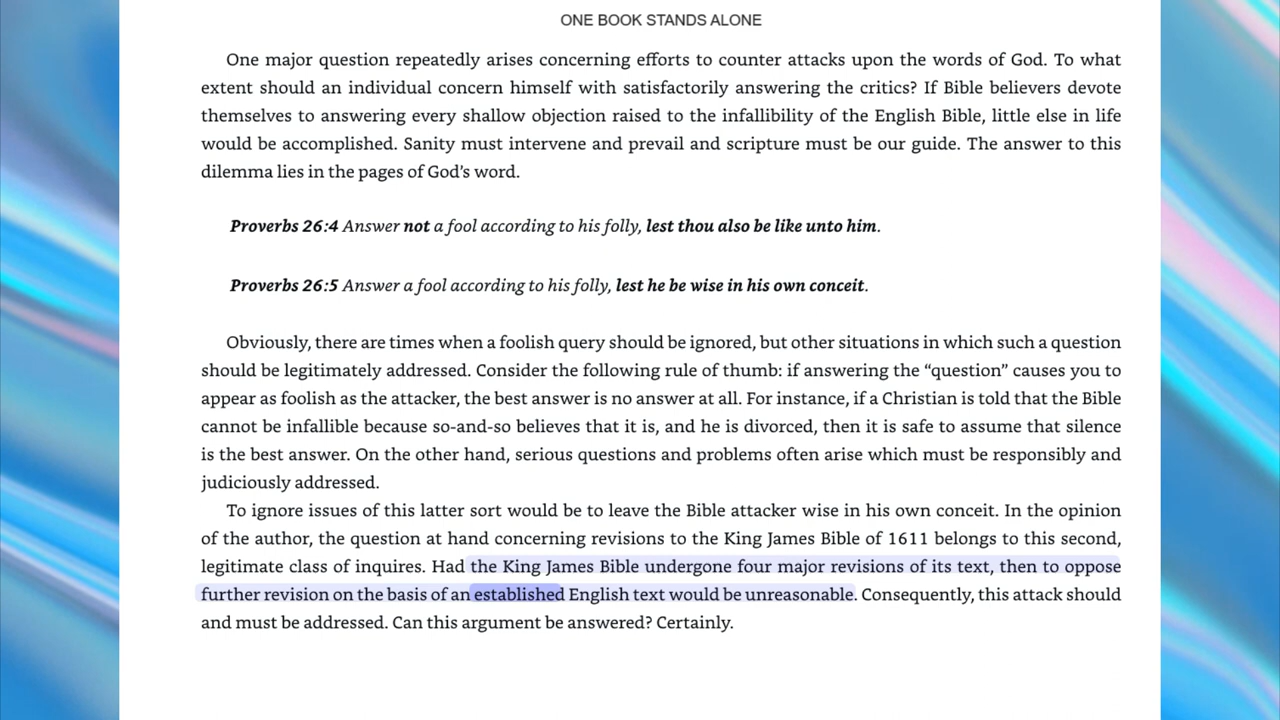 ONE BOOK STANDS ALONE
One major question repeatedly arises concerning efforts to counter attacks upon the words of God. To what
extent should an individual concern himself with satisfactorily answering the critics? If Bible believers devote
themselves to answering every shallow objection raised to the infallibility of the English Bible, little else in life
would be accomplished. Sanity must intervene and prevail and scripture must be our guide. The answer to this
dilemma lies in the pages of God’s word.
Proverbs 26:4 Answer not a fool according to his folly, lest thou also be like unto him.
Proverbs 26:5 Answer a fool according to his folly, lest he be wise in his own conceit.
Obviously, there are times when a foolish query should be ignored, but other situations in which such a question
should be legitimately addressed. Consider the following rule of thumb: if answering the “question” causes you to
appear as foolish as the attacker, the best answer is no answer at all. For instance, if a Christian is told that the Bible
cannot be infallible because so-and-so believes that it is, and he is divorced, then it is safe to assume that silence
is the best answer. On the other hand, serious questions and problems often arise which must be responsibly and
judiciously addressed.
To ignore issues of this latter sort would be to leave the Bible attacker wise in his own conceit. In the opinion
of the author, the question at hand concerning revisions to the King James Bible of 1611 belongs to this second,
legitimate class of inquires. Had the King James Bible undergone four major revisions of its text, then to oppose
further revision on the basis of an established English text would be unreasonable. Consequently, this attack should
and must be addressed. Can this argument be answered? Certainly.